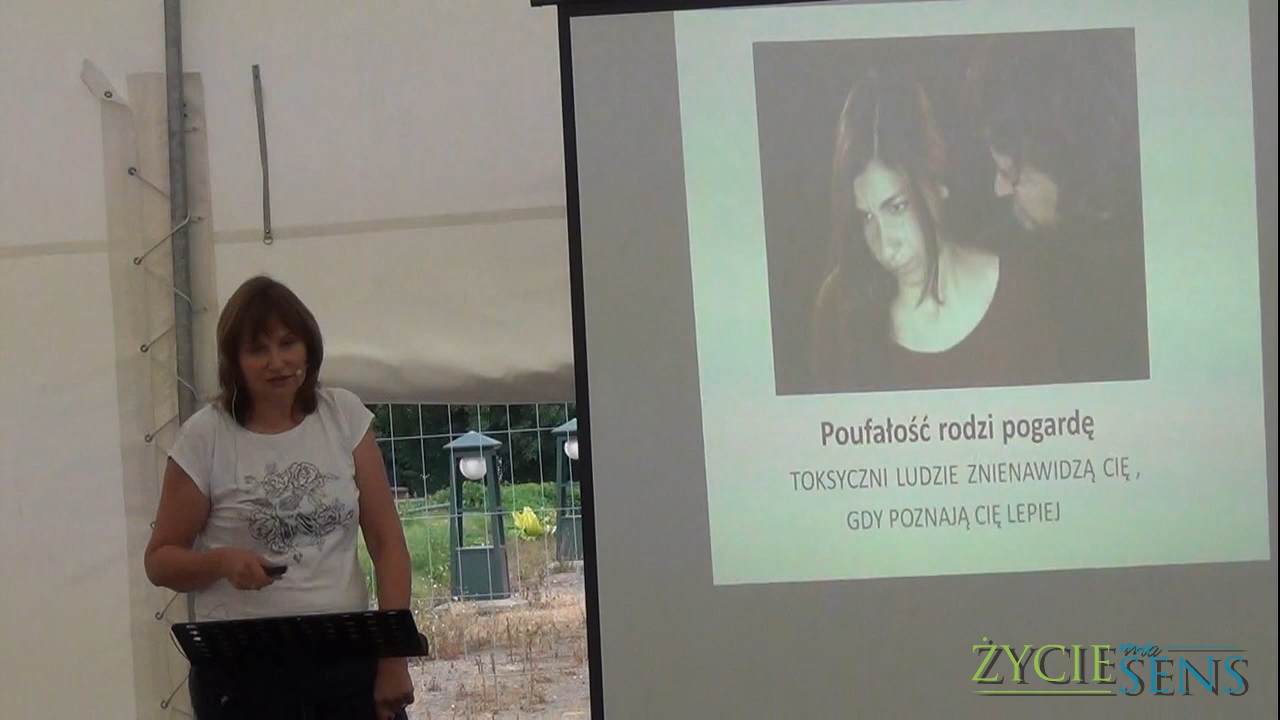 Poufałość rodzi pogardę
TOKSYCZNI LUDZIE ZNIENAWIDZĄ CIĘ ,
GDY POZNAJĄ CIĘ LEPIEJ
ŻYCIE ma SENS